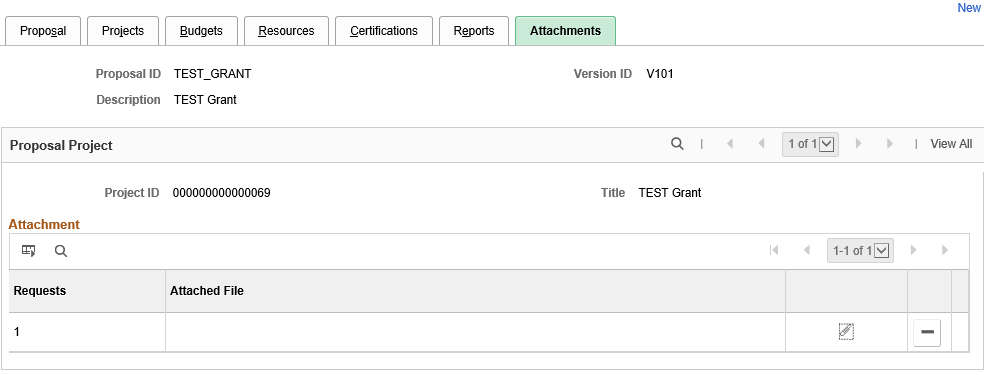 New
Proposal Projects Budgets Resources Certifications Reports Attachments
Proposal ID TEST_GRANT Version ID V101
Description TEST Grant
Proposal Project | 1 of 1 | View All
Project ID 000000000000069 Title TEST Grant
Attachment
1-1 of 1
Requests Attached File
1